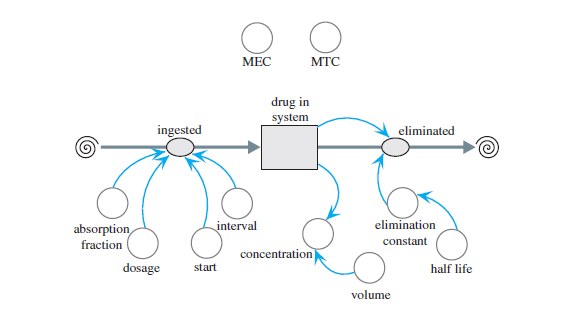 MEC
MTC
drug in
system
ingested
eliminated
absorption
fraction
interval
dosage
start
concentration
elimination
constant
half life
volume